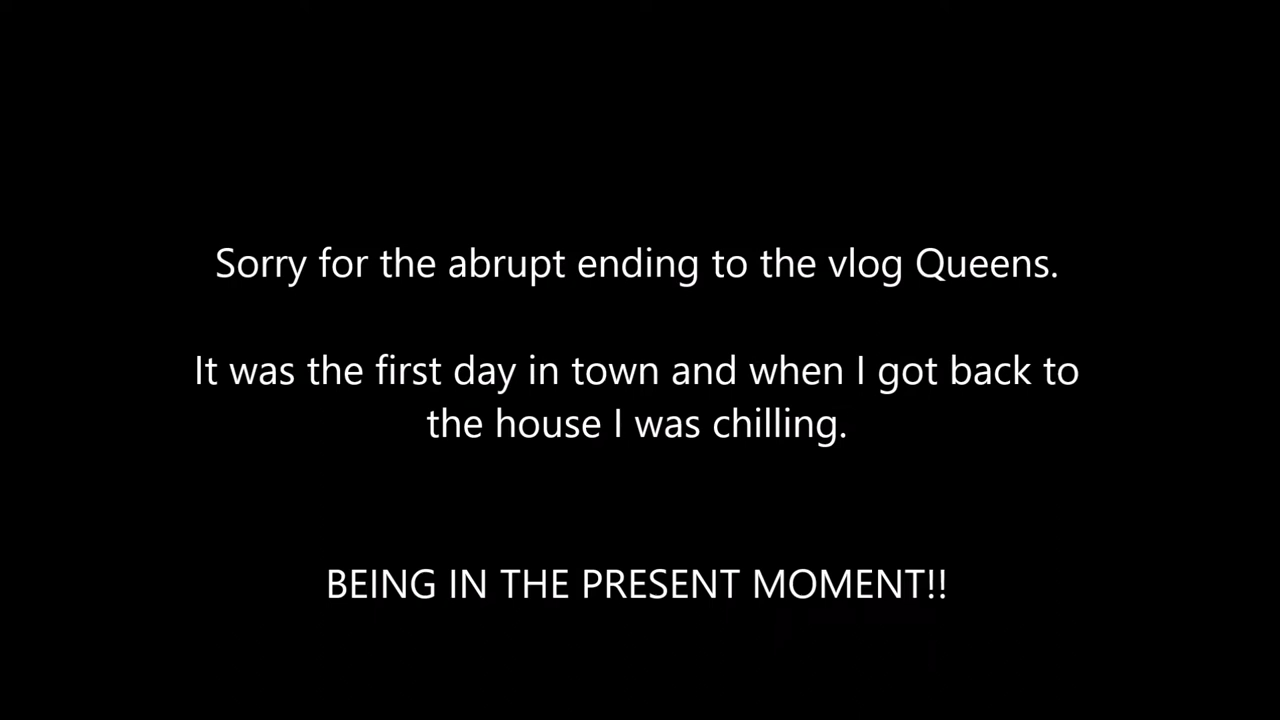 Sorry for the abrupt ending to the vlog Queens.
It was the first day in town and when I got back to
the house I was chilling.
BEING IN THE PRESENT MOMENT!!